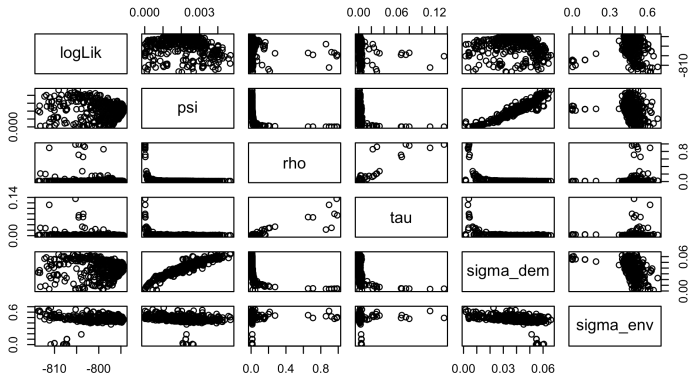 0.000 0.003 0.00 0.06 0.12 0.0 0.3 0.6
logLik -810
0.000 psi
rho 0.0 0.8
0.00 0.14 tau
sigma_dem 0.00 0.06
0.0 0.6 sigma_env
-810 -800 0.0 0.4 0.8 0.00 0.03 0.06